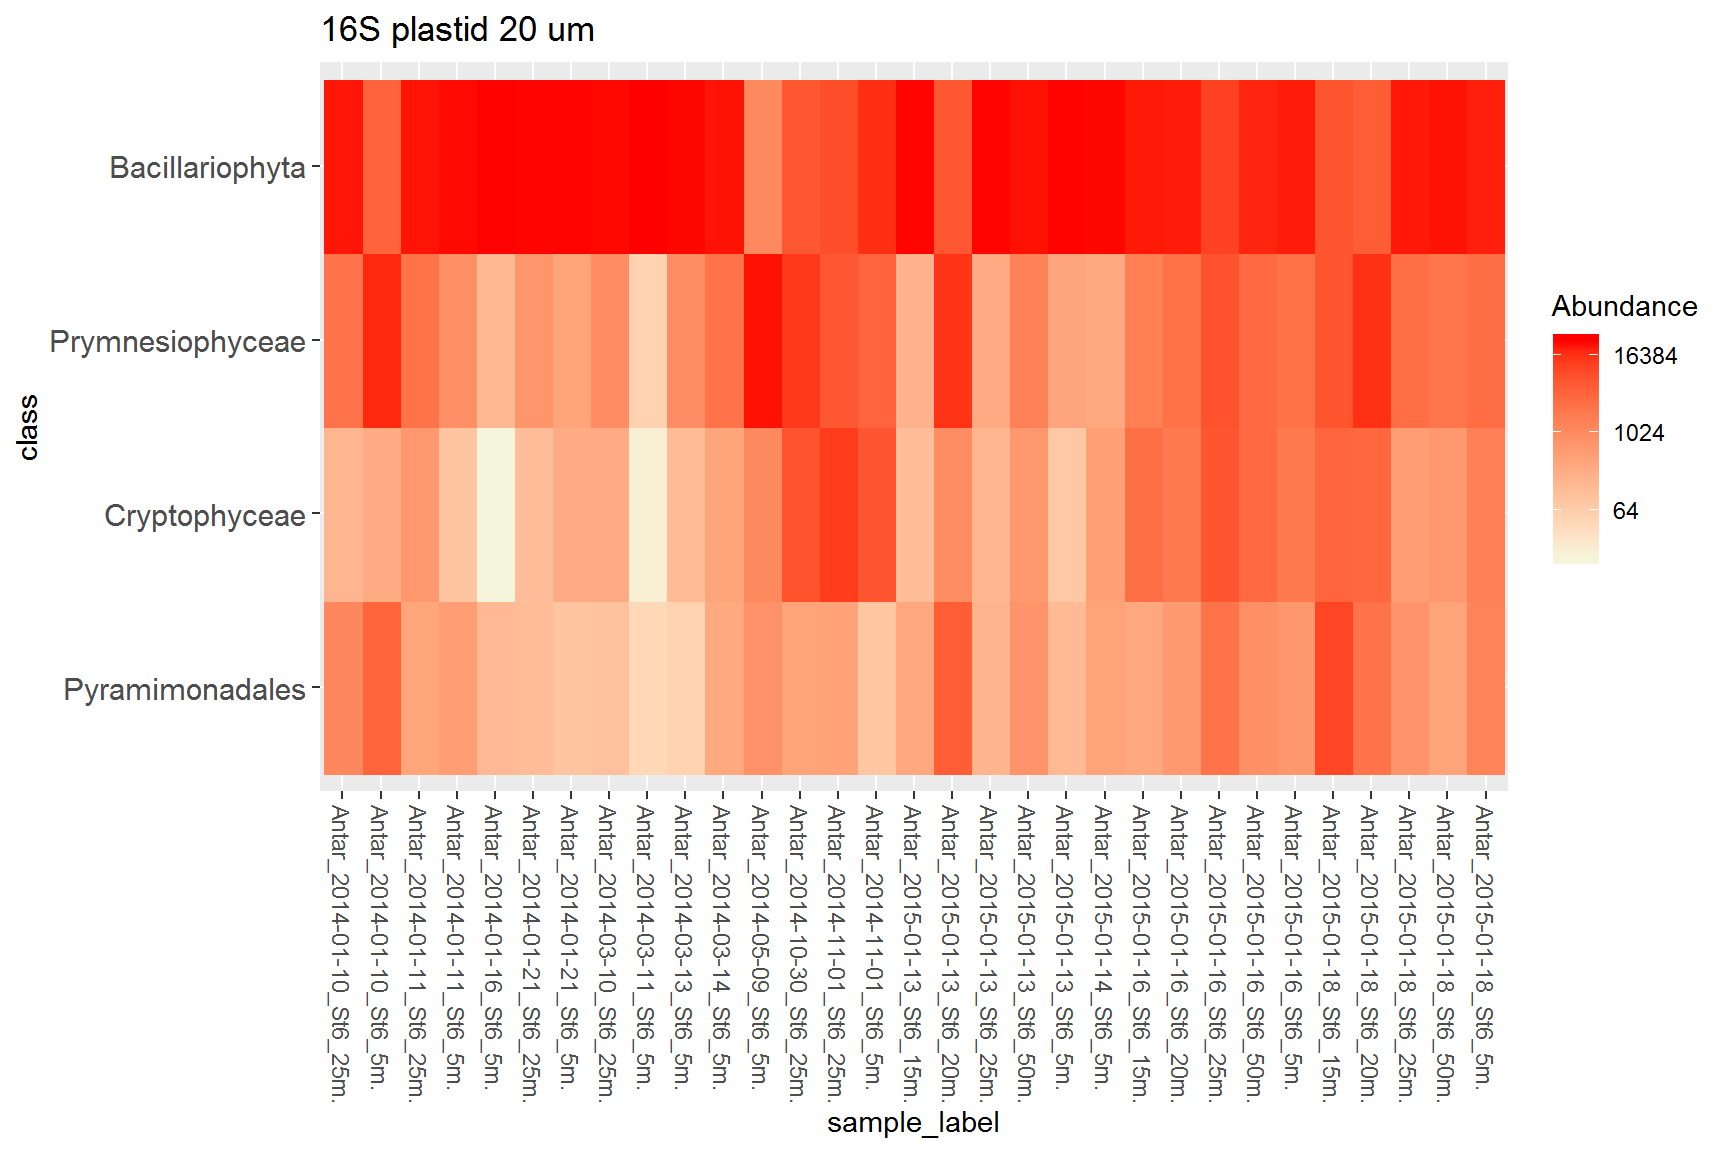 16S plastid 20 um
Bacillariophyta
Prymnesiophyceae
Cryptophyceae
Pyramimonadales
class
Abundance
16384
1024
64
Antar_2014-01-10_St6_25m.
Antar_2014-01-10_St6_5m.
Antar_2014-01-11_St6_25m.
Antar_2014-01-11_St6_5m.
Antar_2014-01-16_St6_5m.
Antar_2014-01-21_St6_25m.
Antar_2014-01-21_St6_5m.
Antar_2014-03-10_St6_25m.
Antar_2014-03-11_St6_5m.
Antar_2014-03-13_St6_5m.
Antar_2014-03-14_St6_5m.
Antar_2014-05-09_St6_5m.
Antar_2014-10-30_St6_25m.
Antar_2014-11-01_St6_25m.
Antar_2014-11-01_St6_5m.
Antar_2015-01-13_St6_15m.
Antar_2015-01-13_St6_20m.
Antar_2015-01-13_St6_25m.
Antar_2015-01-13_St6_50m.
Antar_2015-01-13_St6_5m.
Antar_2015-01-14_St6_5m.
Antar_2015-01-16_St6_15m.
Antar_2015-01-16_St6_20m.
Antar_2015-01-16_St6_25m.
Antar_2015-01-16_St6_50m.
Antar_2015-01-16_St6_5m.
Antar_2015-01-18_St6_15m.
Antar_2015-01-18_St6_20m.
Antar_2015-01-18_St6_25m.
Antar_2015-01-18_St6_50m.
Antar_2015-01-18_St6_5m.
sample_label